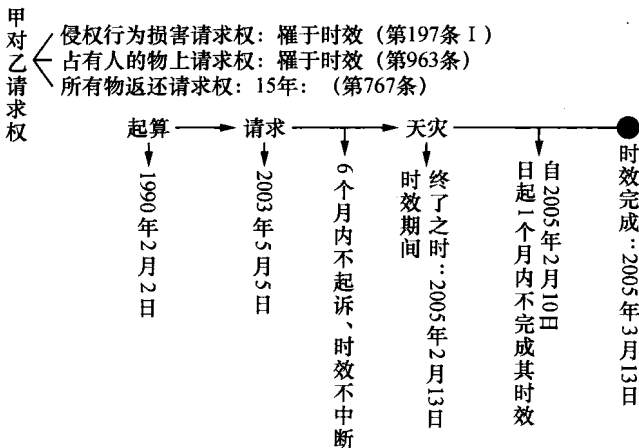 甲对乙请求权
侵权行为损害请求权：罹于时效（第197条Ⅰ）
占有人的物上请求权：罹于时效（第963条）
所有物返还请求权：15年：（第767条）
起算
请求
天灾
1990年2月2日
2003年5月5日
6个月内不起诉、时效不中断
时效期间
终了之时：2005年2月13日
自2005年2月10日
日起1个月内不完成其时效
时效完成：2005年3月13日